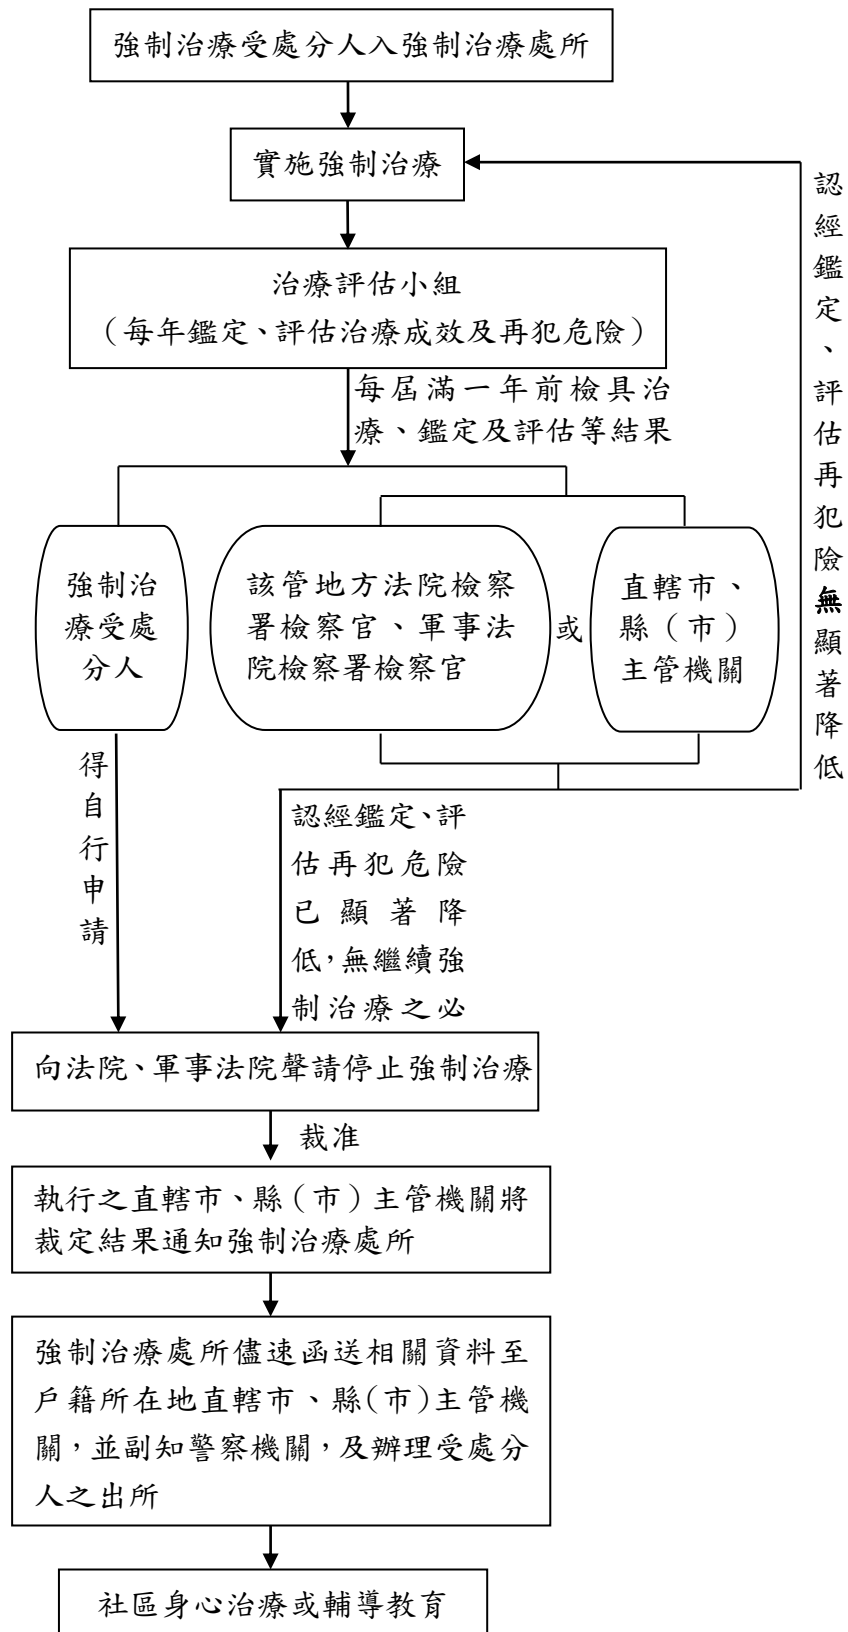 強制治療受處分人入強制治療處所
實施強制治療
治療評估小組
（每年鑑定、評估治療成效及再犯危險）
每屆滿一年前檢具治
療、鑑定及評估等結果
強制治
療受處
分人
該管地方法院檢察
署檢察官、軍事法
院檢察署檢察官
或
直轄市、
縣（市）
主管機關
認經鑑定、評估再犯險無顯著降低
得自行申請
認經鑑定、評
估再犯危險
已顯著降
低，無繼續強
制治療之必
向法院、軍事法院聲請停止強制治療
裁准
執行之直轄市、縣（市）主管機關將
裁定結果通知強制治療處所
強制治療處所儘速函送相關資料至
戶籍所在地直轄市、縣(市)主管機
關，並副知警察機關，及辦理受處分
人之出所
社區身心治療或輔導教育